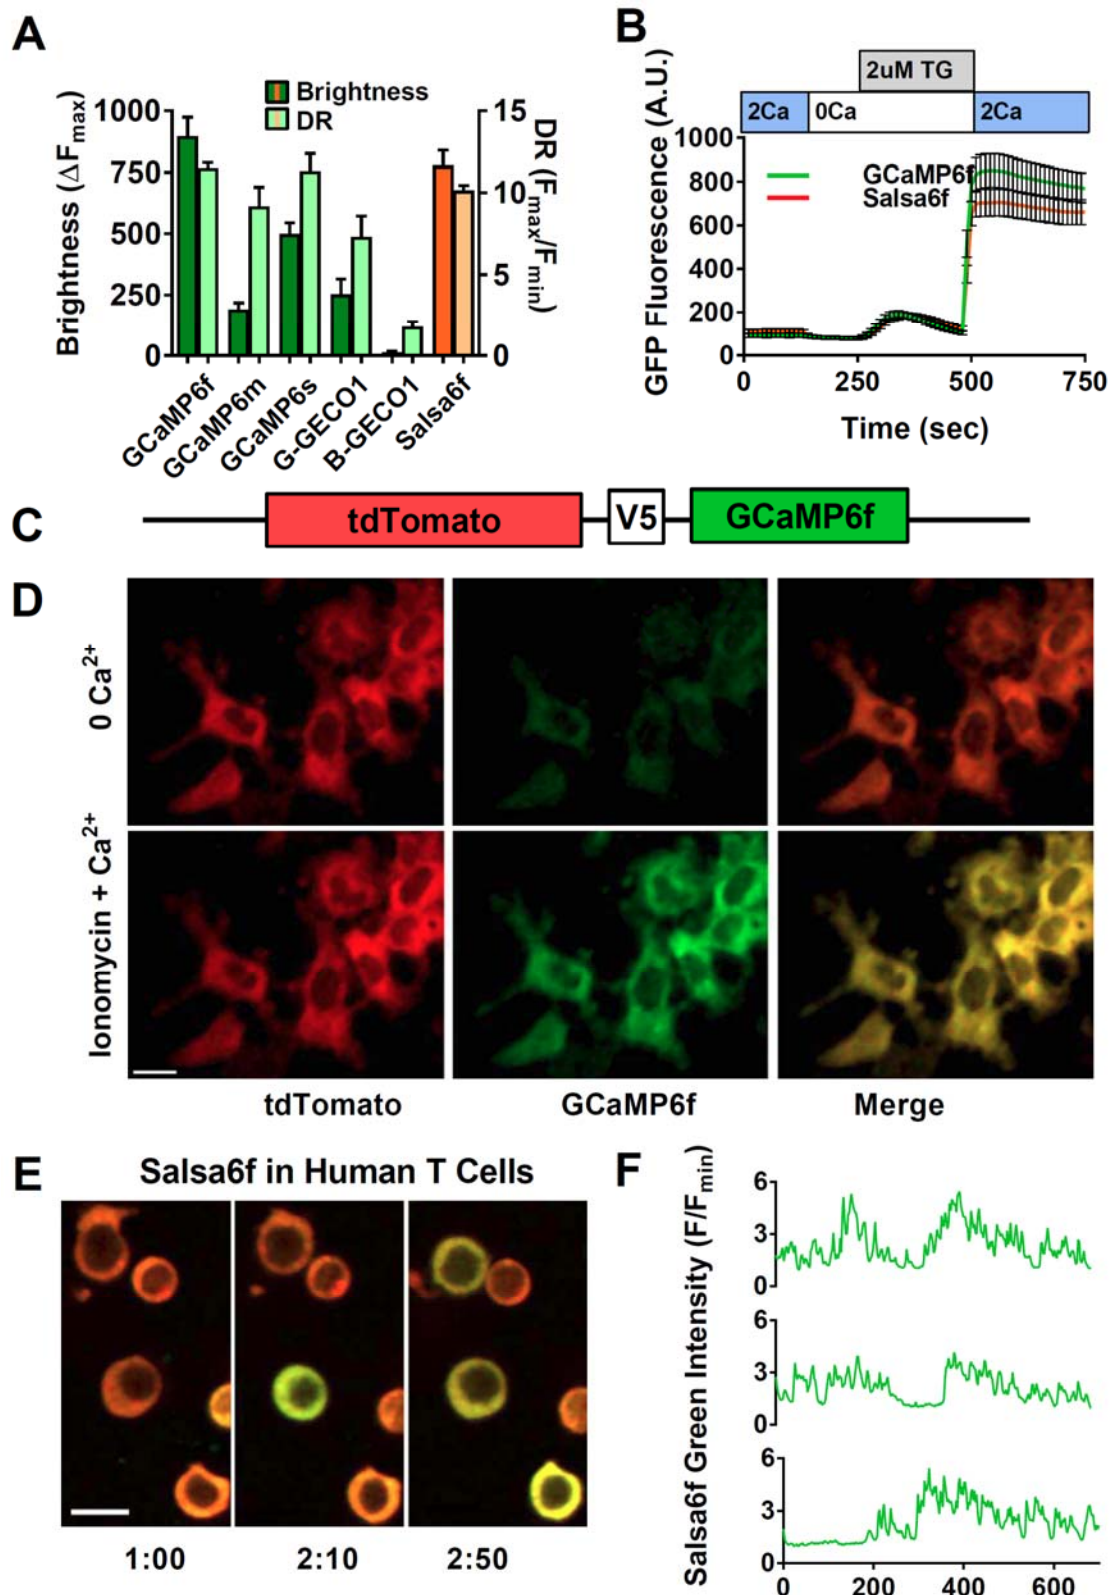 A
Brightness
DR
Brightness (ΔFmax)
1000
750
500
250
0
15
10
5
0
DR (Fmax/Fmin)
GCaMP6f
GCaMP6m
GCaMP6s
G-GECO1
B-GECO1
Salsa6f
B
2uM TG
2Ca 0Ca 2Ca
GFP Fluorescence (A.U.)
1000
800
600
400
200
0
GCaMP6f
Salsa6f
0 250 500 750
Time (sec)
C
tdTomato V5 GCaMP6f
D
0 Ca2+
Ionomycin + Ca2+
tdTomato GCaMP6f Merge
E
Salsa6f in Human T Cells
1:00 2:10 2:50
F
Salsa6f Green Intensity (F/Fmin)
6
3
0
6
3
0
6
3
0
0 200 400 600